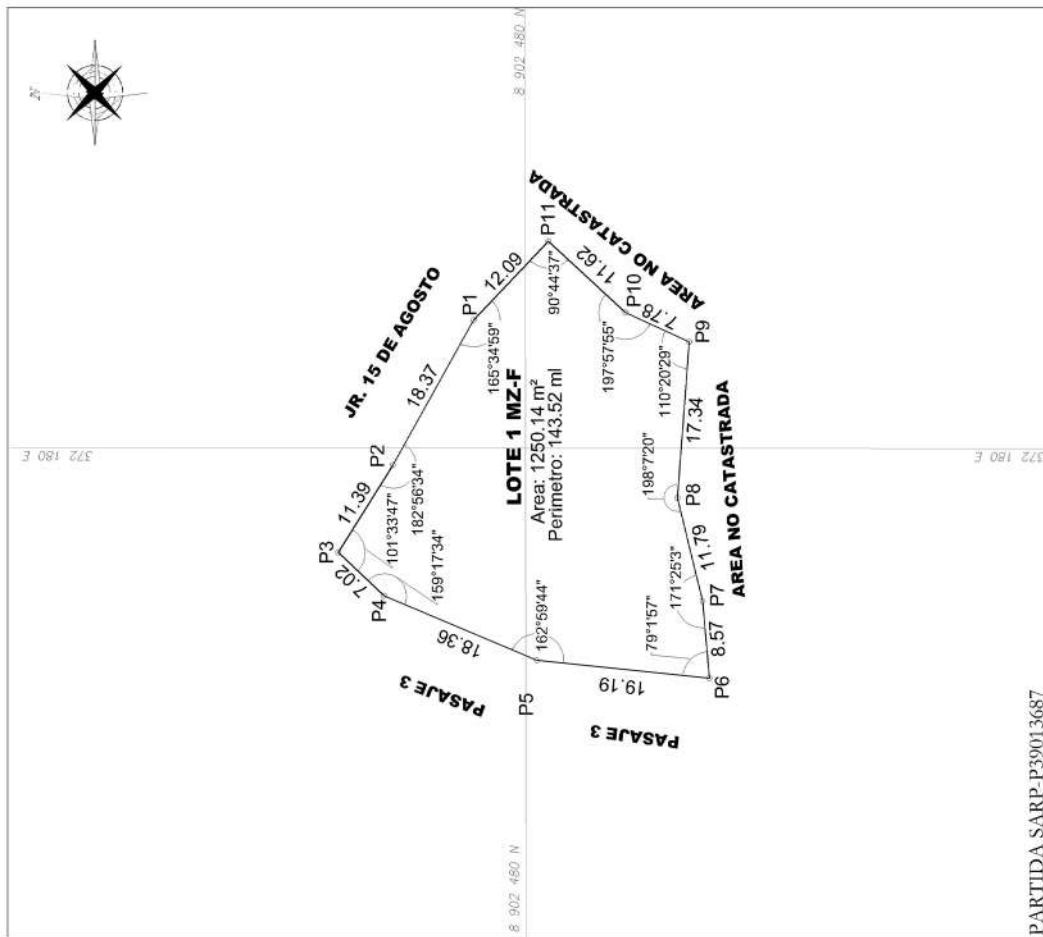 N
8 902 480 N
372 180 E
JR. 15 DE AGOSTO
AREA NO CATASTRADA
P11
12.09
P1
11.62
90°44'37"
18.37
165°34'59"
P10
197°57'55"
7.78
P9
P2
LOTE 1 MZ-F
Area: 1250.14 m²
Perimetro: 143.52 ml
110°20'29"
11.39
182°56'34"
P3
101°33'47"
17.34
198°7'20"
7.02
P4
159°17'34"
P8
AREA NO CATASTRADA
18.36
162°59'44"
171°25'3"
11.79
P7
PASAJE 3
P5
79°1'57"
8.57
19.19
P6
PASAJE 3
8 902 480 N
372 180 E
PARTIDA SARP-P39013687